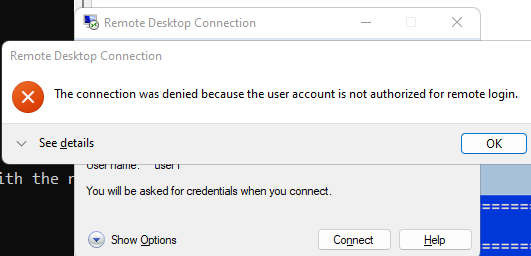 Remote Desktop Connection
Remote Desktop Connection
The connection was denied because the user account is not authorized for remote login.
See details
OK
User name:
You will be asked for credentials when you connect.
Show Options
Connect
Help
ith the